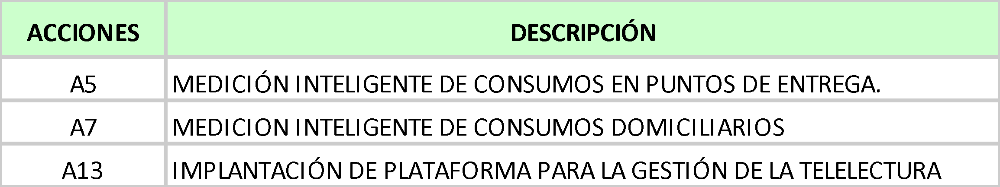 ACCIONES DESCRIPCIÓN
A5 MEDICIÓN INTELIGENTE DE CONSUMOS EN PUNTOS DE ENTREGA.
A7 MEDICION INTELIGENTE DE CONSUMOS DOMICILIARIOS
A13 IMPLANTACIÓN DE PLATAFORMA PARA LA GESTIÓN DE LA TELELECTURA